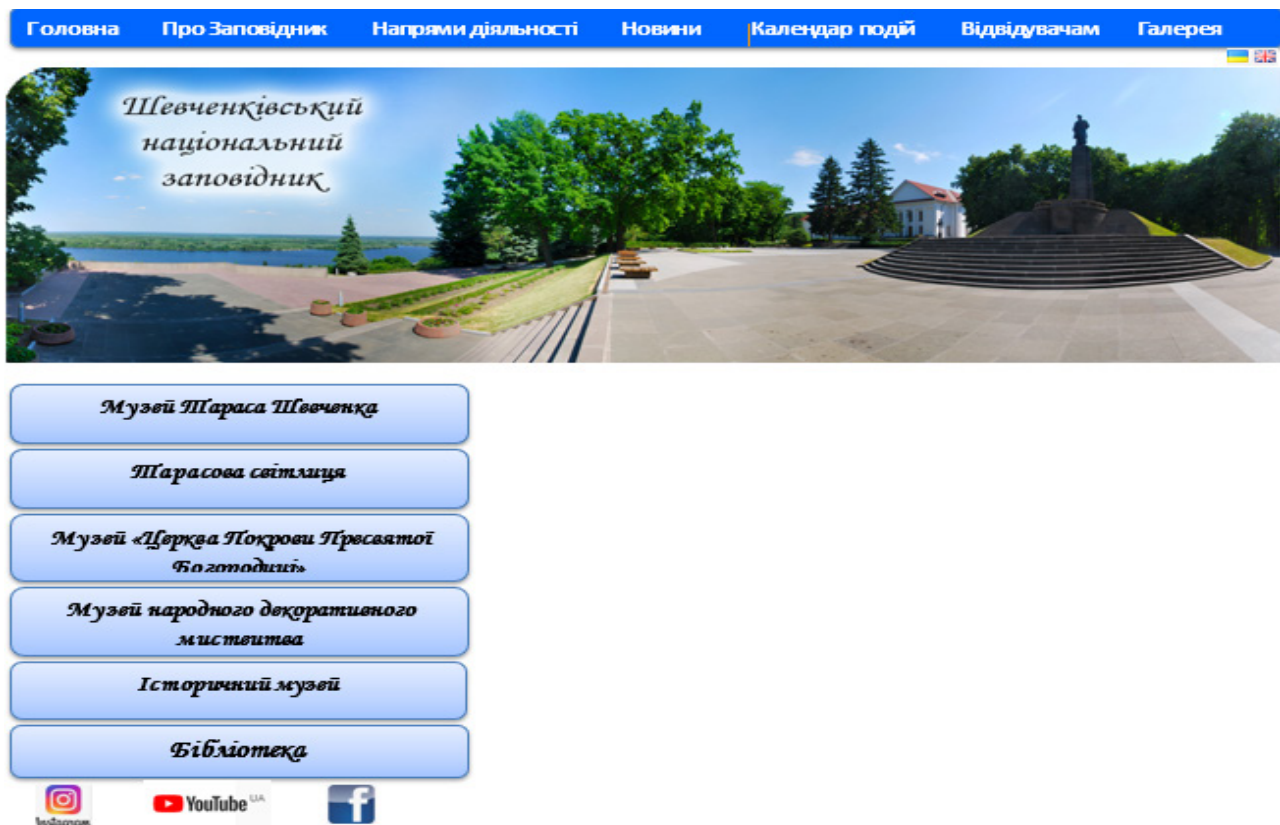 Головна Про Заповідник Напрями діяльності Новини Календар подій Відвідувачам Галерея
Шевченківський
національний
заповідник
Музей Тараса Шевченка
Тарасова світлиця
Музей «Церква Покрови Пресвятої
Богородиці»
Музей народного декоративного
мистецтва
Історичний музей
Бібліотека
YouTube UA
Instagram